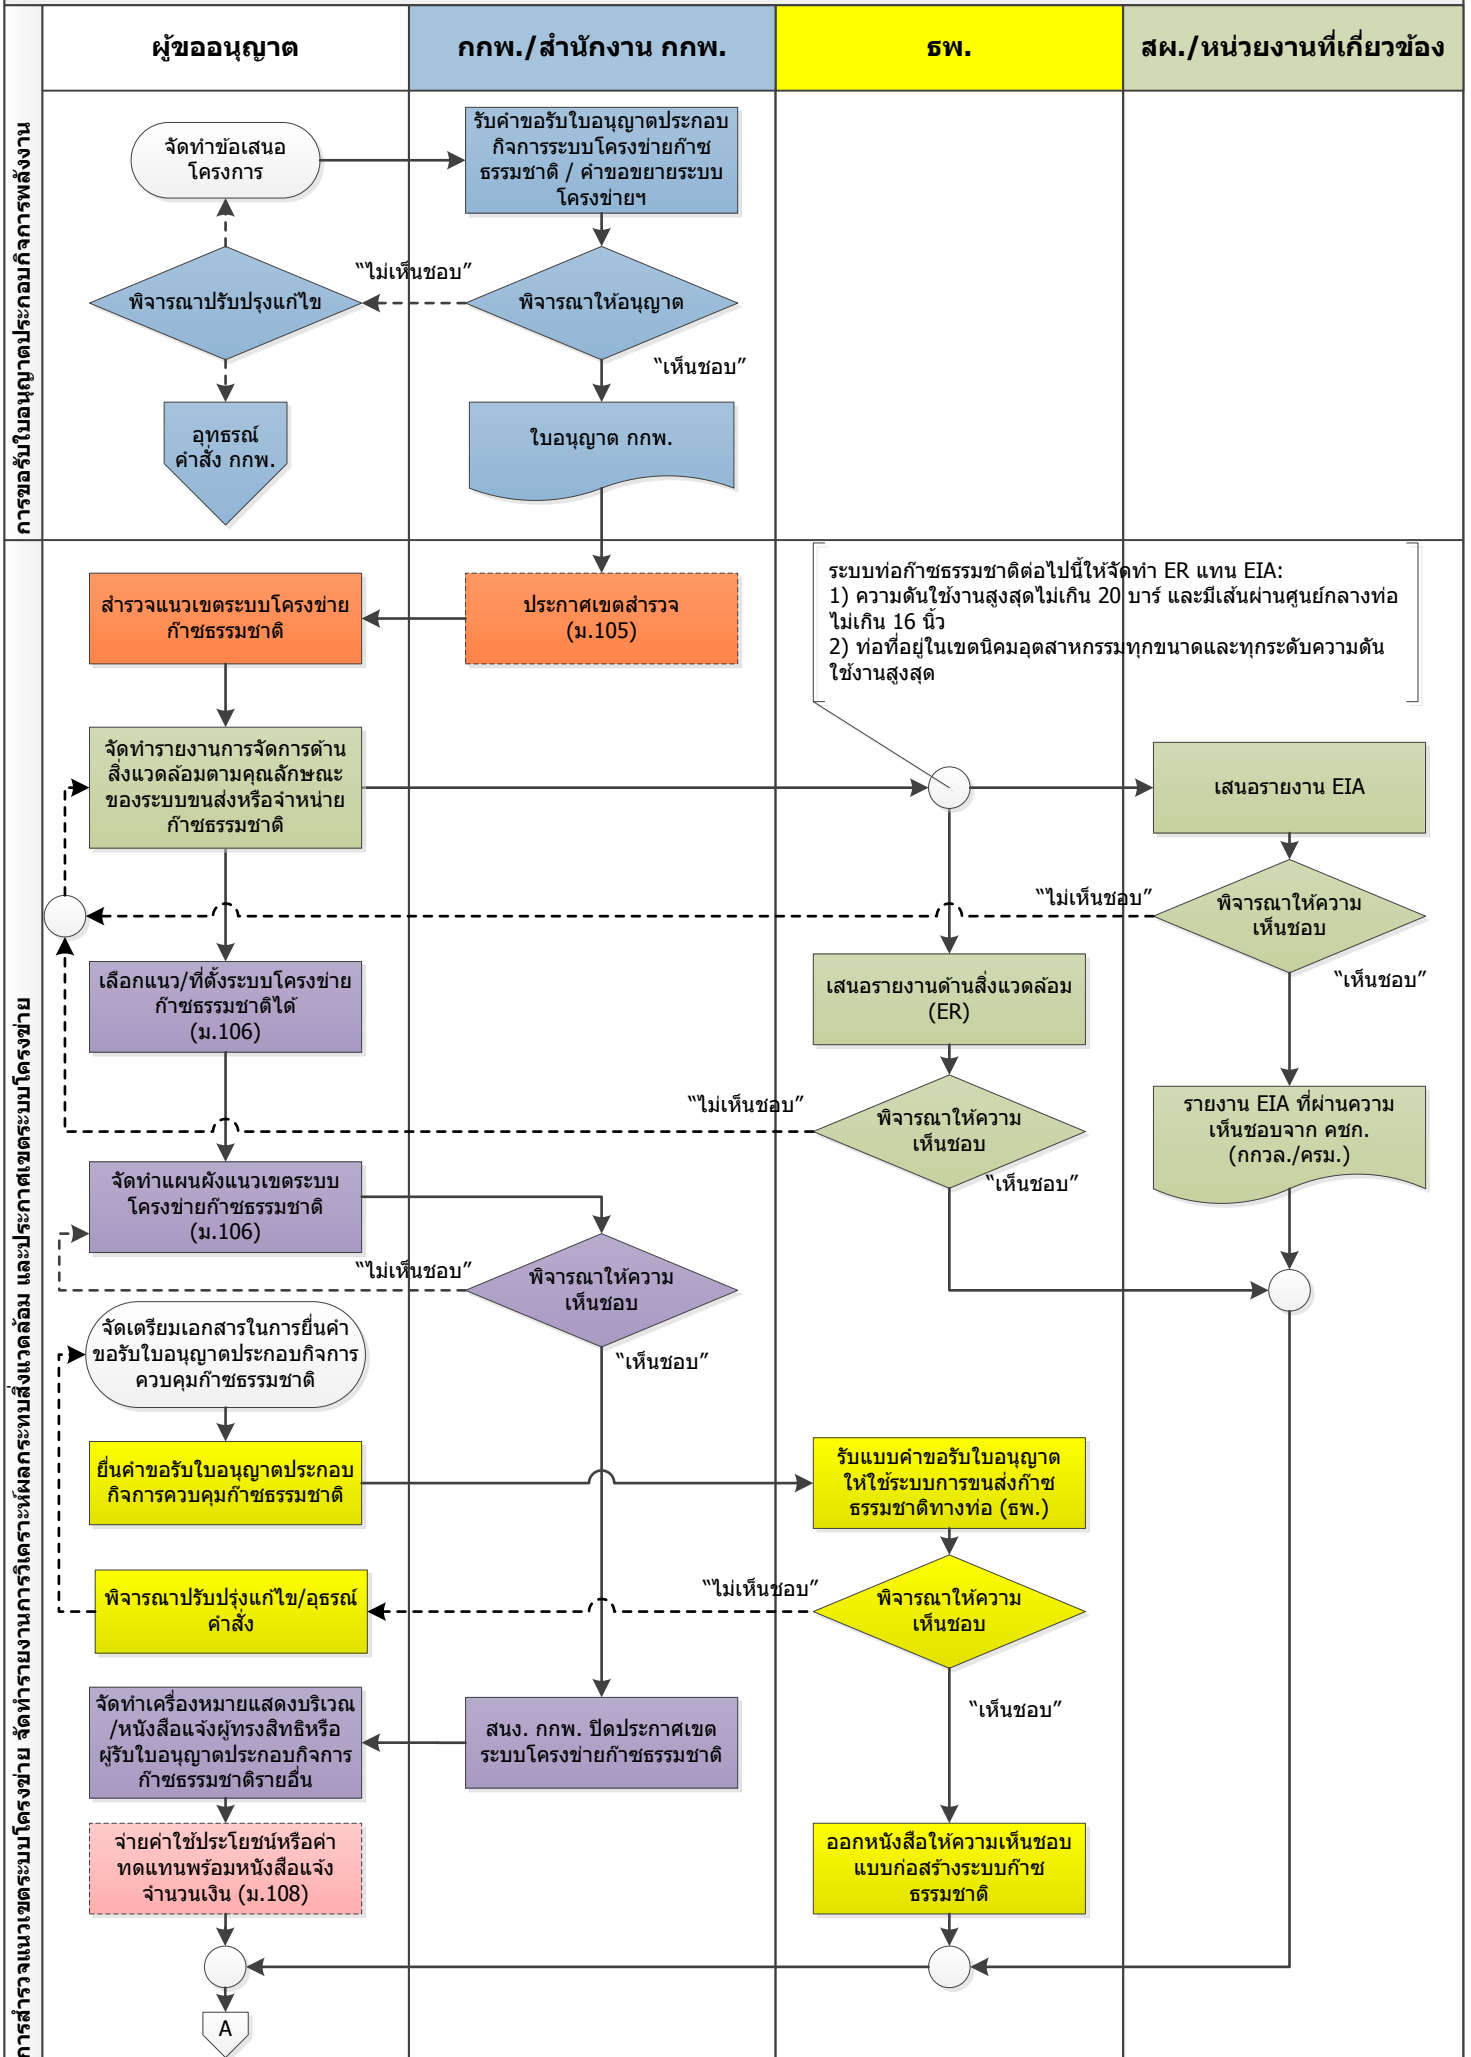 ผู้ขออนุญาต
กกพ./สำนักงาน กกพ.
ธพ.
สผ./หน่วยงานที่เกี่ยวข้อง
การขอรับใบอนุญาตประกอบกิจการพลังงาน
จัดทำข้อเสนอ
โครงการ
รับคำขอรับใบอนุญาตประกอบ
กิจการระบบโครงข่ายก๊าซ
ธรรมชาติ / คำขอขยายระบบ
โครงข่ายฯ
พิจารณาปรับปรุงแก้ไข
“ไม่เห็นชอบ”
พิจารณาให้อนุญาต
“เห็นชอบ”
อุทธรณ์
คำสั่ง กกพ.
ใบอนุญาต กกพ.
การสำรวจแนวเขตระบบโครงข่าย จัดทำรายงานการวิเคราะห์ผลกระทบสิ่งแวดล้อม และประกาศเขตระบบโครงข่าย
สำรวจแนวเขตระบบโครงข่าย
ก๊าซธรรมชาติ
ประกาศเขตสำรวจ
(ม.105)
ระบบท่อก๊าซธรรมชาติต่อไปนี้ให้จัดทำ ER แทน EIA:
1) ความดันใช้งานสูงสุดไม่เกิน 20 บาร์ และมีเส้นผ่านศูนย์กลางท่อ
ไม่เกิน 16 นิ้ว
2) ท่อที่อยู่ในเขตนิคมอุตสาหกรรมทุกขนาดและทุกระดับความดัน
ใช้งานสูงสุด
จัดทำรายงานการจัดการด้าน
สิ่งแวดล้อมตามคุณลักษณะ
ของระบบขนส่งหรือจำหน่าย
ก๊าซธรรมชาติ
เสนอรายงาน EIA
“ไม่เห็นชอบ”
พิจารณาให้ความ
เห็นชอบ
“เห็นชอบ”
เลือกแนว/ที่ตั้งระบบโครงข่าย
ก๊าซธรรมชาติได้
(ม.106)
เสนอรายงานด้านสิ่งแวดล้อม
(ER)
“ไม่เห็นชอบ”
พิจารณาให้ความ
เห็นชอบ
“เห็นชอบ”
รายงาน EIA ที่ผ่านความ
เห็นชอบจาก คชก.
(กกวล./ครม.)
จัดทำแผนผังแนวเขตระบบ
โครงข่ายก๊าซธรรมชาติ
(ม.106)
“ไม่เห็นชอบ”
พิจารณาให้ความ
เห็นชอบ
“เห็นชอบ”
จัดเตรียมเอกสารในการยื่นคำ
ขอรับใบอนุญาตประกอบกิจการ
ควบคุมก๊าซธรรมชาติ
ยื่นคำขอรับใบอนุญาตประกอบ
กิจการควบคุมก๊าซธรรมชาติ
รับแบบคำขอรับใบอนุญาต
ให้ใช้ระบบการขนส่งก๊าซ
ธรรมชาติทางท่อ (ธพ.)
พิจารณาปรับปรุ่งแก้ไข/อุธรณ์
คำสั่ง
“ไม่เห็นชอบ”
พิจารณาให้ความ
เห็นชอบ
“เห็นชอบ”
จัดทำเครื่องหมายแสดงบริเวณ
/หนังสือแจ้งผู้ทรงสิทธิหรือ
ผู้รับใบอนุญาตประกอบกิจการ
ก๊าซธรรมชาติรายอื่น
สนง. กกพ. ปิดประกาศเขต
ระบบโครงข่ายก๊าซธรรมชาติ
จ่ายค่าใช้ประโยชน์หรือค่า
ทดแทนพร้อมหนังสือแจ้ง
จำนวนเงิน (ม.108)
ออกหนังสือให้ความเห็นชอบ
แบบก่อสร้างระบบก๊าซ
ธรรมชาติ
A